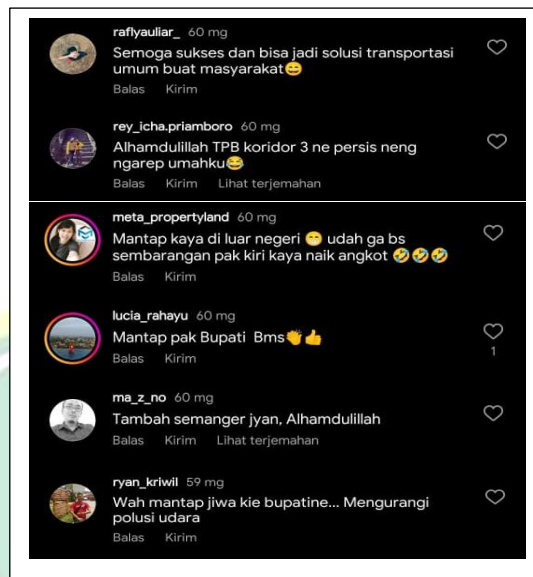 raflyauliar_ 60 mg
Semoga sukses dan bisa jadi solusi transportasi
umum buat masyarakat😄
Balas Kirim
rey_icha.priamboro 60 mg
Alhamdulillah TPB koridor 3 ne persis neng
ngarep umahku😂
Balas Kirim Lihat terjemahan
meta_propertyland 60 mg
Mantap kaya di luar negeri 😁 udah ga bs
sembarangan pak kiri kaya naik angkot 🤣🤣🤣
Balas Kirim
lucia_rahayu 60 mg
Mantap pak Bupati Bms👏👍
1
Balas Kirim
ma_z_no 60 mg
Tambah semanger jyan, Alhamdulillah
Balas Kirim Lihat terjemahan
ryan_kriwil 59 mg
Wah mantap jiwa kie bupatine... Mengurangi
polusi udara
Balas Kirim